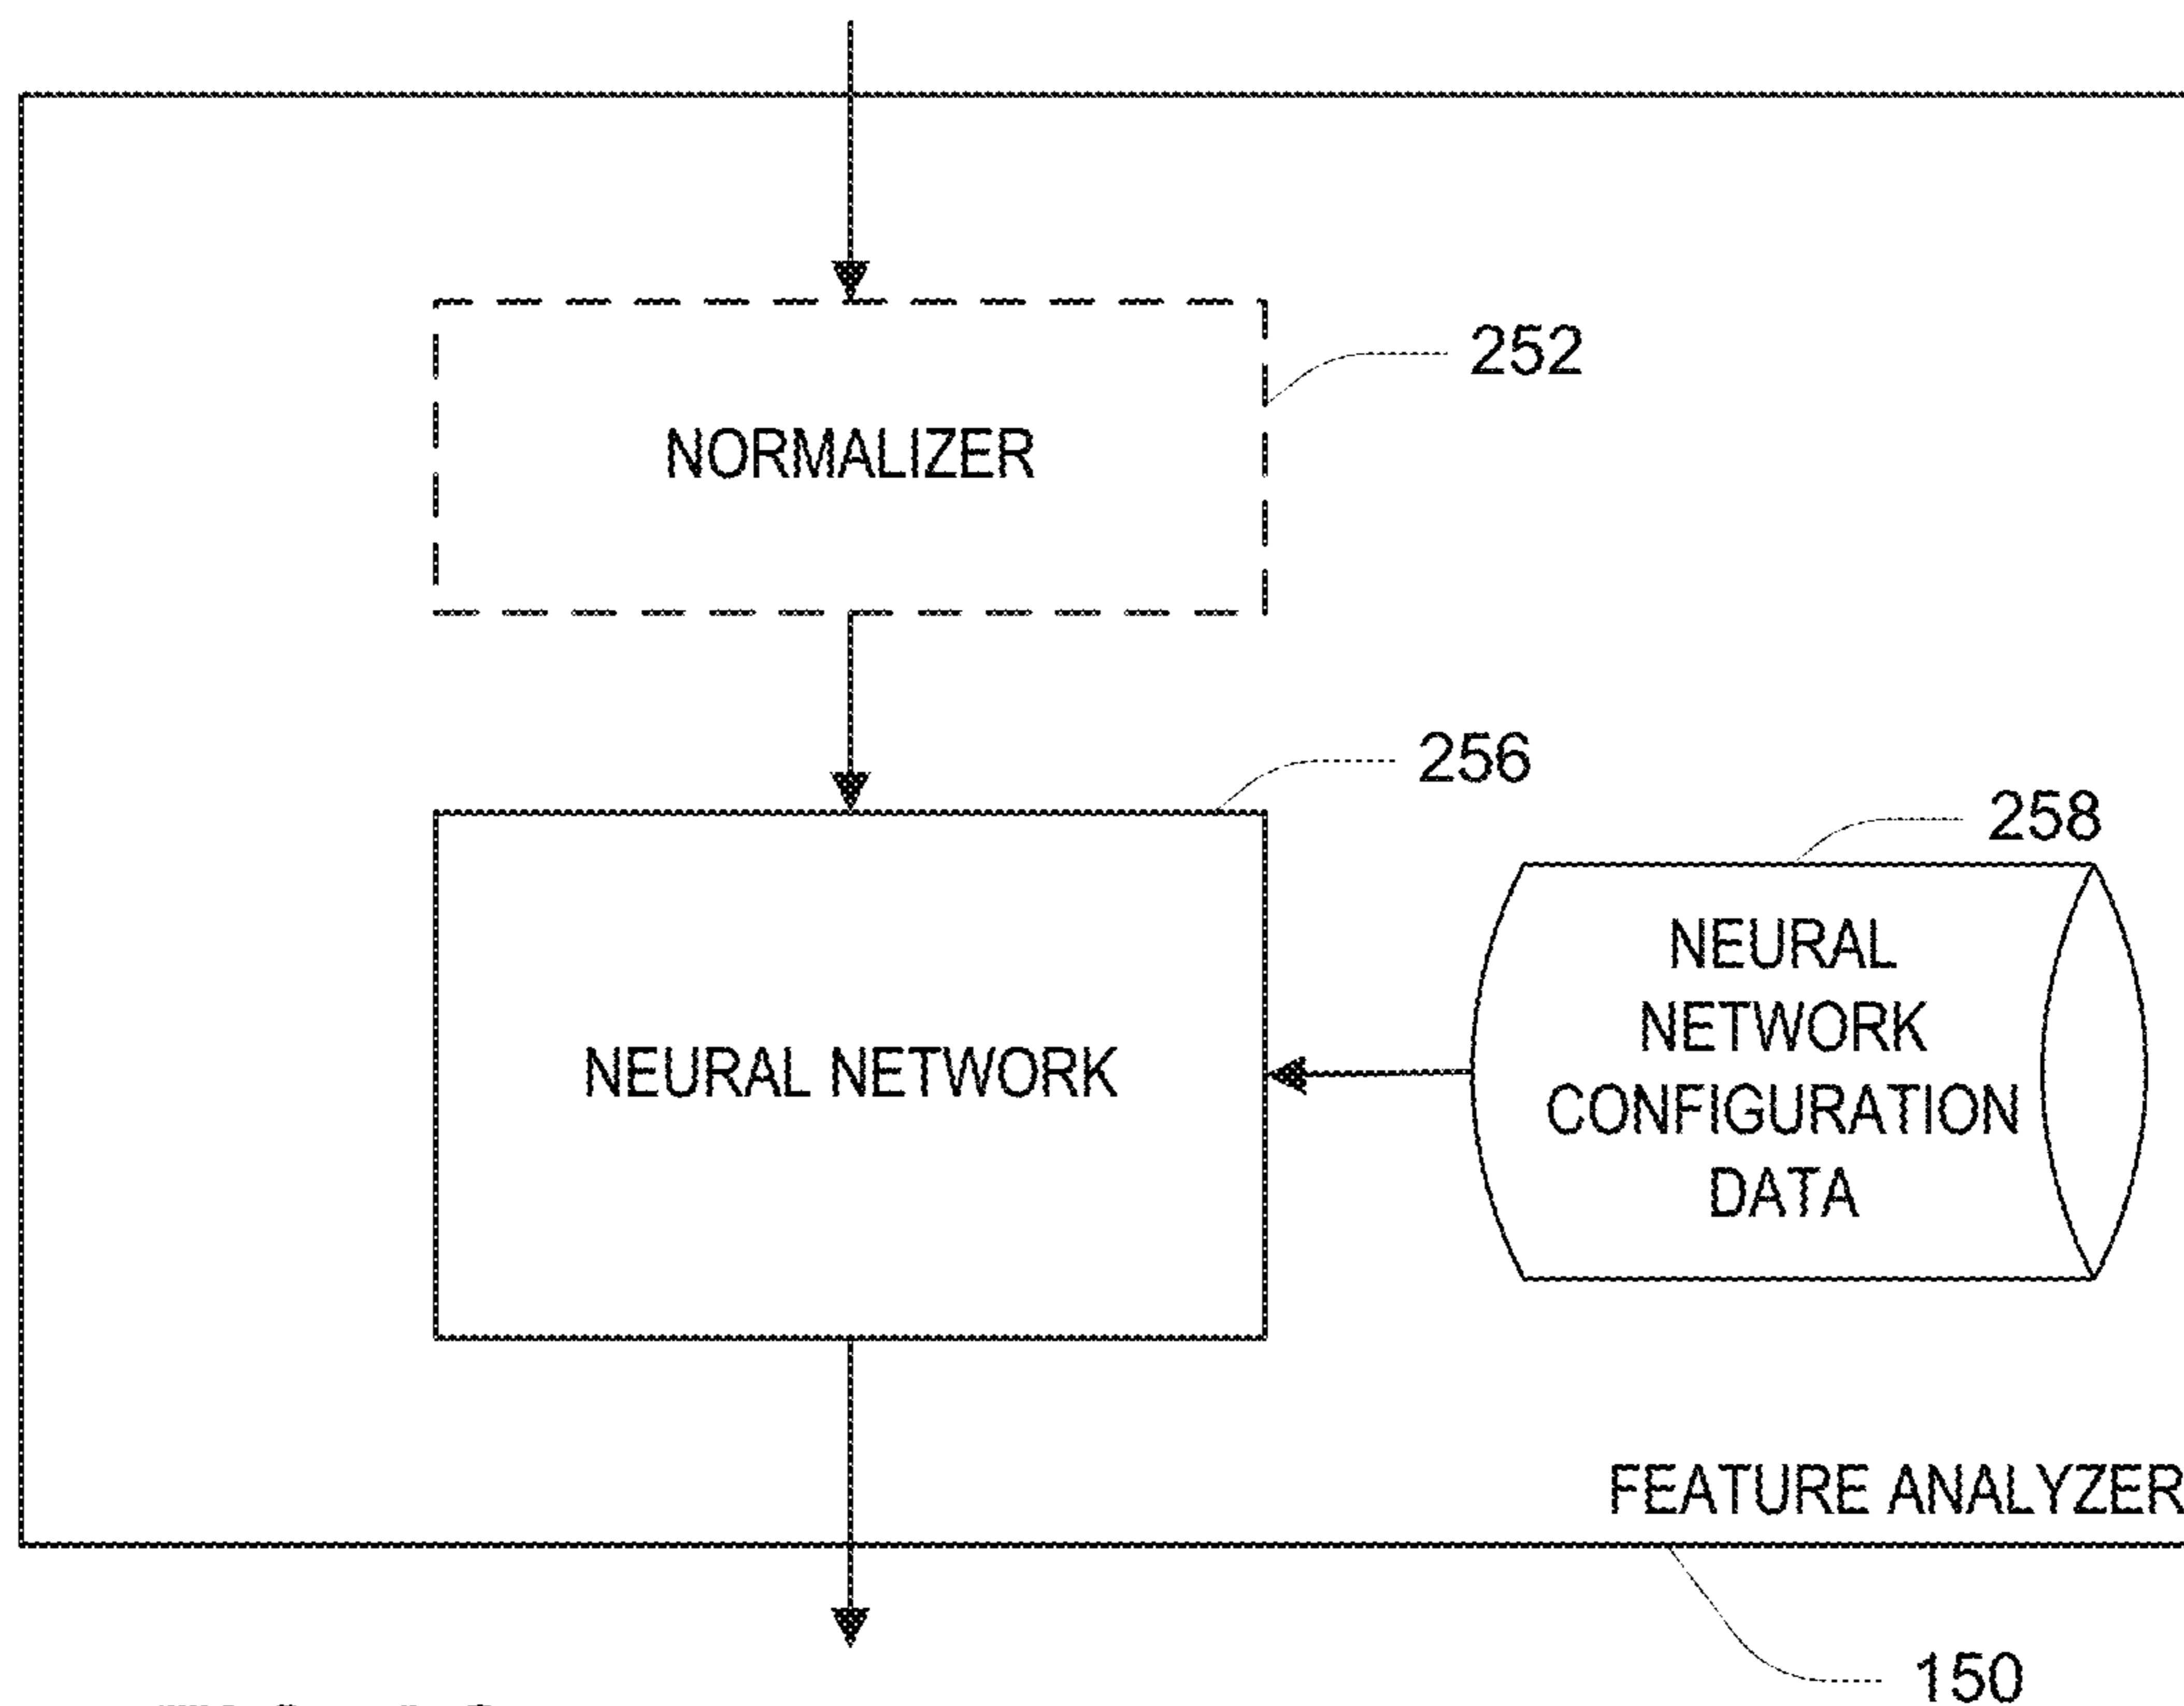 252
NORMALIZER
256
258
NEURAL
NETWORK
CONFIGURATION
DATA
NEURAL NETWORK
FEATURE ANALYZER
150